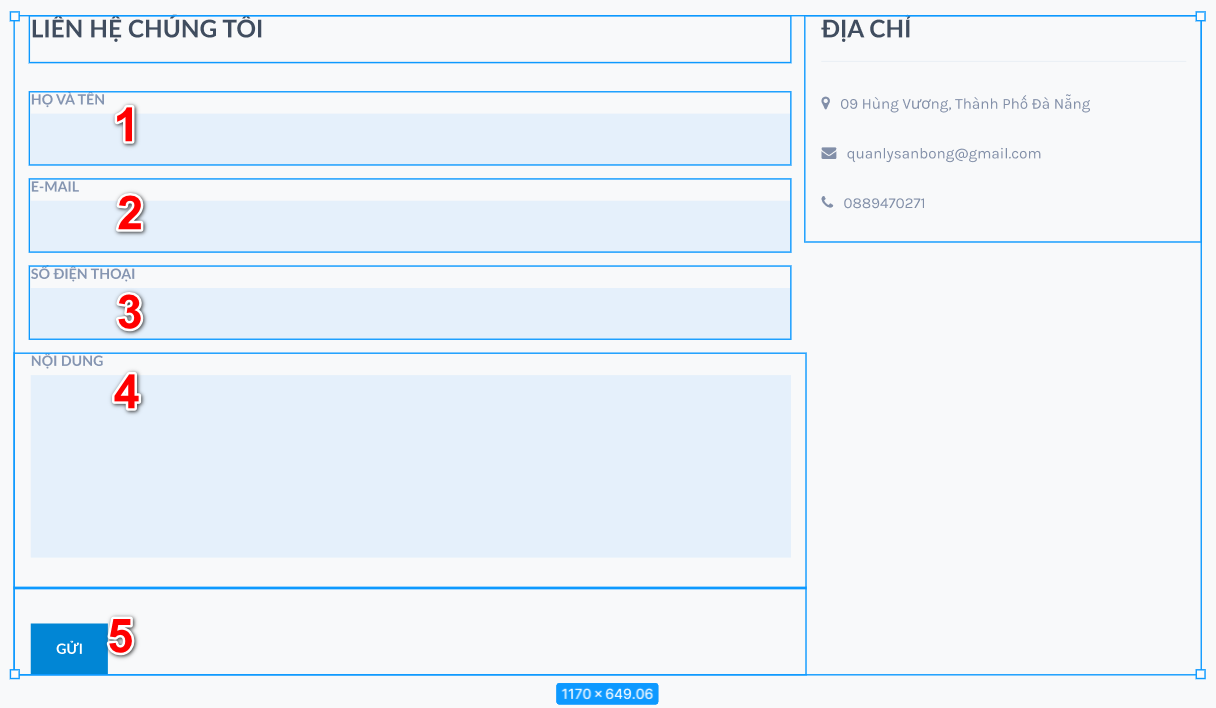 LIÊN HỆ CHÚNG TÔI
HỌ VÀ TÊN
1
E-MAIL
2
SỐ ĐIỆN THOẠI
3
NỘI DUNG
4
GỬI
5
ĐỊA CHỈ
09 Hùng Vương, Thành Phố Đà Nẵng
quanlysanbong@gmail.com
0889470271
1170 × 649.06